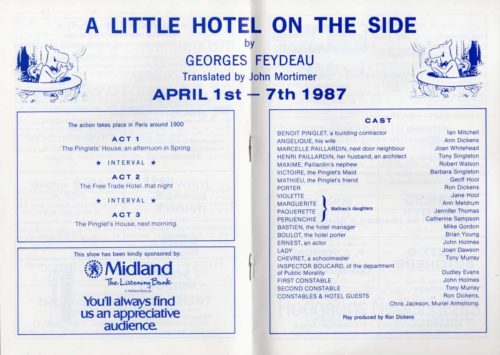 A LITTLE HOTEL ON THE SIDE
by
GEORGES FEYDEAU
Translated by John Mortimer
APRIL 1st — 7th 1987
The action takes place in Paris around 1900
ACT 1
The Pinglets' House, an afternoon in Spring
★ INTERVAL ★
ACT 2
The Free Trade Hotel, that night
★ INTERVAL ★
ACT 3
The Pinglet's House, next morning.
This show has been kindly sponsored by:
Midland
The Listening Bank
© Midland Bank plc
You'll always find
us an appreciative
audience.
CAST
BENOIT PINGLET, a building contractor Ian Mitchell
ANGELIQUE, his wife Ann Dickens
MARCELLE PAILLARDIN, next door neighbour Joan Whitehead
HENRI PAILLARDIN, her husband, an architect Tony Singleton
MAXIME, Paillardin's nephew Robert Watson
VICTOIRE, the Pinglet's Maid Barbara Singleton
MATHIEU, the Pinglet's friend Geoff Hool
PORTER Ron Dickens
VIOLETTE Jane Hool
MARGUERITE Ann Meldrum
PAQUERETTE Mathieu's daughters Jennifer Thomas
PERUENCHIE Catherine Sampson
BASTIEN, the hotel manager Mike Gordon
BOULOT, the hotel porter Brian Young
ERNEST, an actor John Holmes
LADY Joan Dawson
CHEVRET, a schoolmaster Tony Murray
INSPECTOR BOUCARD, of the department
of Public Morality Dudley Evans
FIRST CONSTABLE John Holmes
SECOND CONSTABLE Tony Murray
CONSTABLES & HOTEL GUESTS Ron Dickens,
Chris Jackson, Muriel Armstrong.
Play produced by Ron Dickens